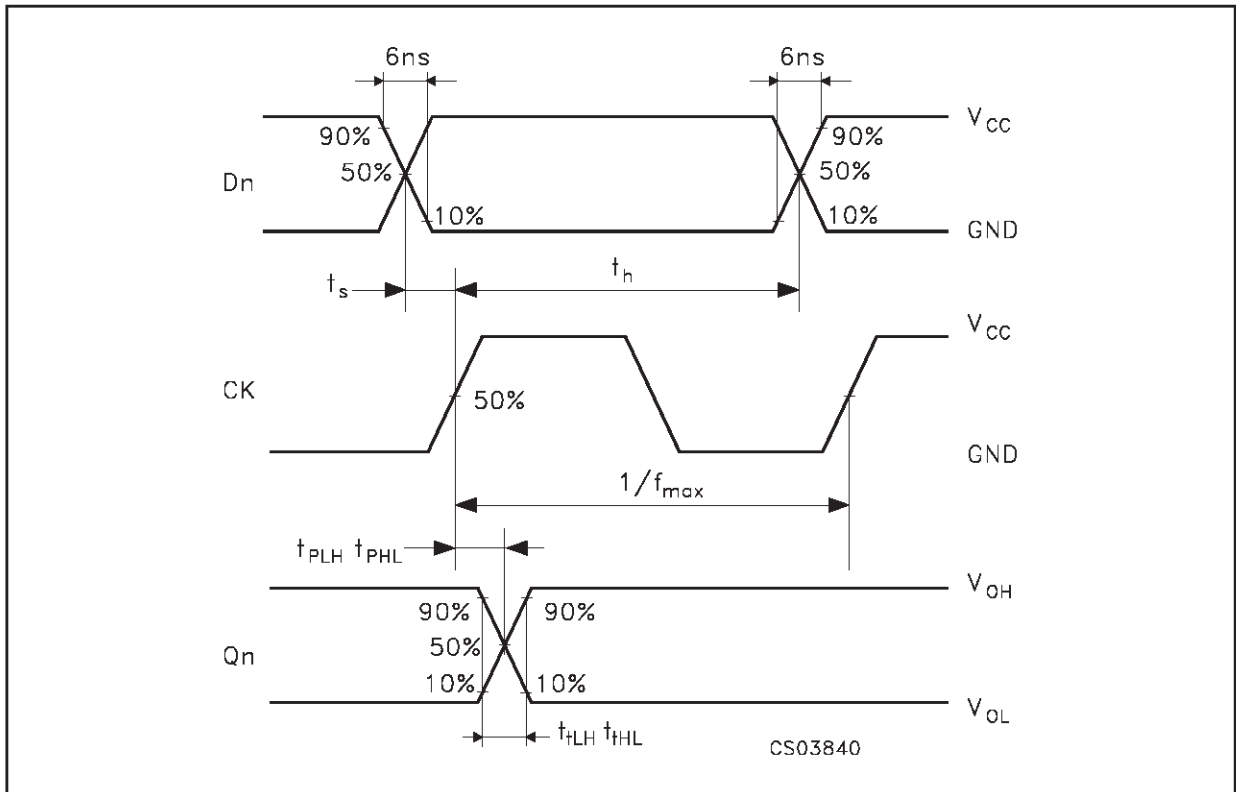 6ns 6ns
V_CC
90% 90%
Dn 50% 50%
10% 10%
GND
t_s t_h
V_CC
CK 50%
GND
1/f_max
t_PLH t_PHL
V_OH
90% 90%
Qn 50%
10% 10%
V_OL
t_tLH t_tHL
CS03840